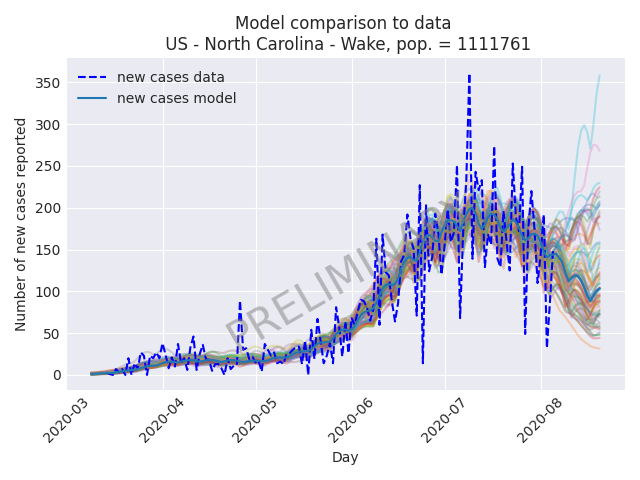 Model comparison to data
US - North Carolina - Wake, pop. = 1111761
new cases data
new cases model
PRELIMINARY
Number of new cases reported
350
300
250
200
150
100
50
0
2020-03
2020-04
2020-05
2020-06
2020-07
2020-08
Day